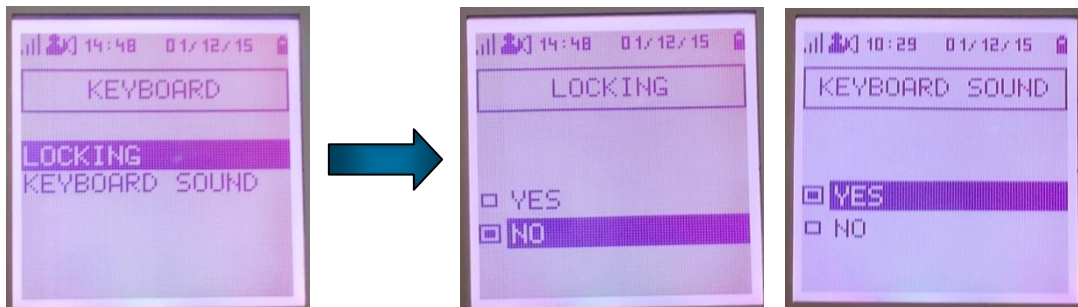 14:48 01/12/15
KEYBOARD
LOCKING
KEYBOARD SOUND
14:48 01/12/15
LOCKING
YES
NO
10:29 01/12/15
KEYBOARD SOUND
YES
NO